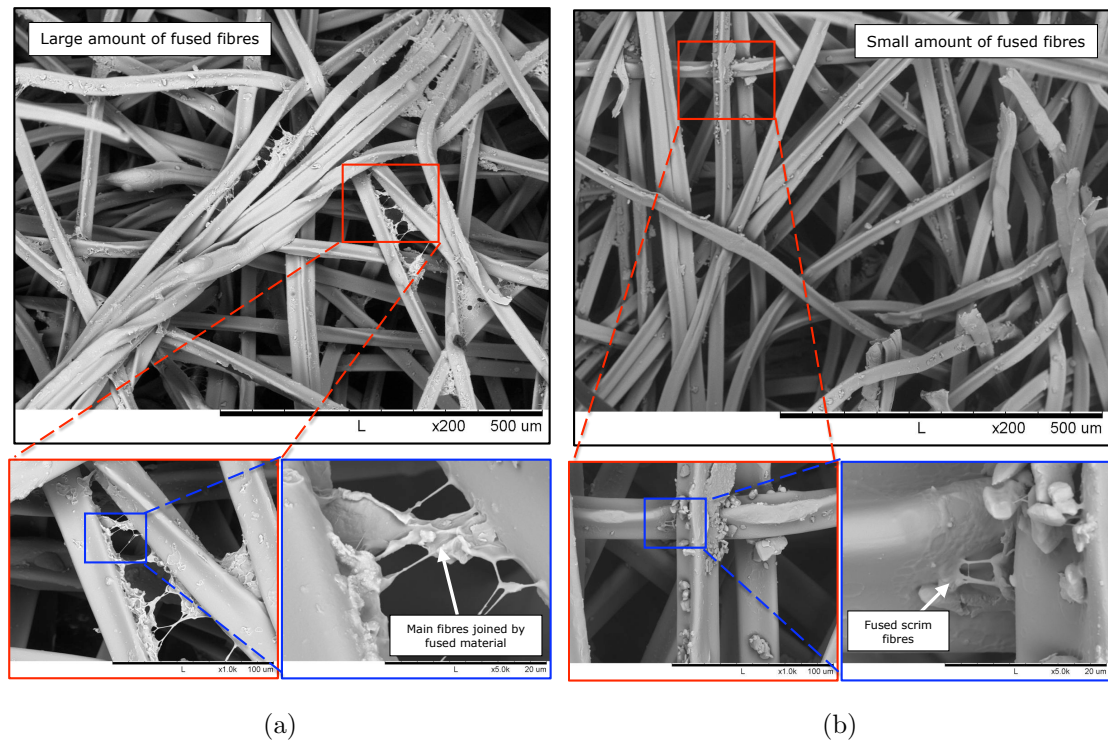 Large amount of fused fibres
L x200 500 um
Small amount of fused fibres
L x200 500 um
Main fibres joined by
fused material
L x1.0k 100 um
L x5.0k 20 um
Fused scrim
fibres
L x1.0k 100 um
L x5.0k 20 um
(a)
(b)